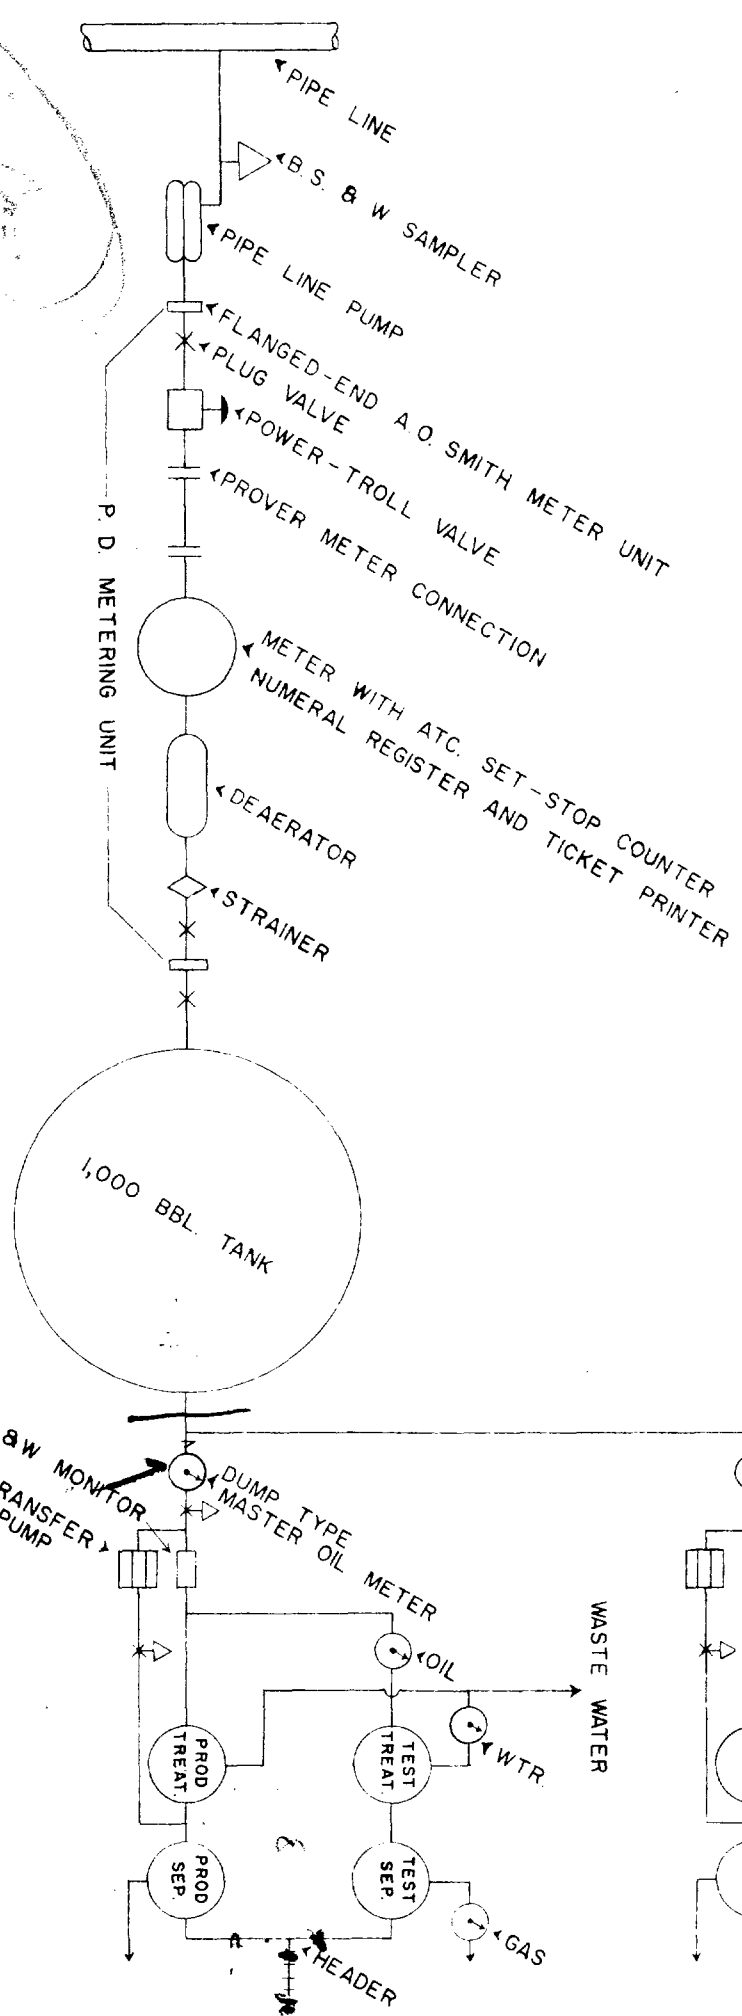 PIPE LINE
B.S. & W SAMPLER
PIPE LINE PUMP
FLANGED-END A.O. SMITH METER UNIT
PLUG VALVE
POWER-TROLL VALVE
PROVER METER CONNECTION
P. D. METERING UNIT
METER WITH ATC. SET-STOP COUNTER
NUMERAL REGISTER AND TICKET PRINTER
DEAERATOR
STRAINER
1,000 BBL. TANK
&W MONITOR
RANSFER
PUMP
DUMP TYPE
MASTER OIL METER
OIL
WASTE WATER
WTR.
PROD
TREAT.
TEST
TREAT.
PROD
SEP.
TEST
SEP.
GAS
HEADER